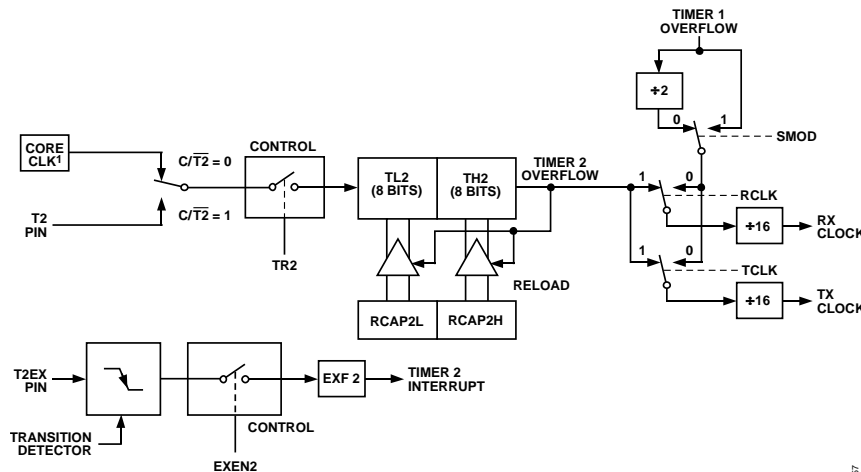 TIMER 1
OVERFLOW
÷2
0
1
SMOD
CORE
CLK1
C/T2 = 0
CONTROL
TL2
(8 BITS)
TH2
(8 BITS)
TIMER 2
OVERFLOW
1
0
RCLK
T2
PIN
C/T2 = 1
÷16
RX
CLOCK
TR2
1
0
TCLK
RELOAD
÷16
TX
CLOCK
RCAP2L
RCAP2H
T2EX
PIN
EXF 2
TIMER 2
INTERRUPT
CONTROL
TRANSITION
DETECTOR
EXEN2